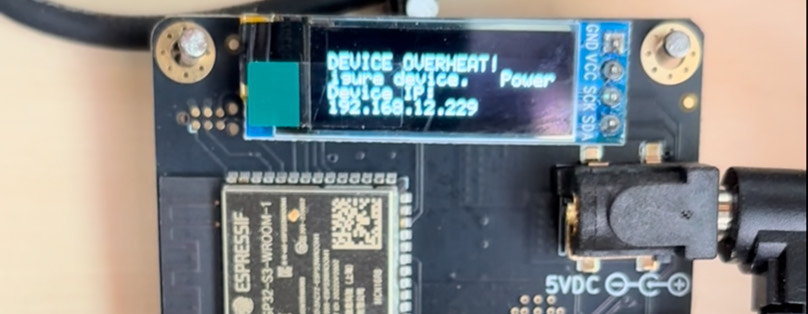 DEVICE OVERHEAT!
igure device. Power
Device IP:
192.168.12.229
GND VCC SCK SDA
ESPRESSIF
ESP32-S3-WROOM-1
5VDC